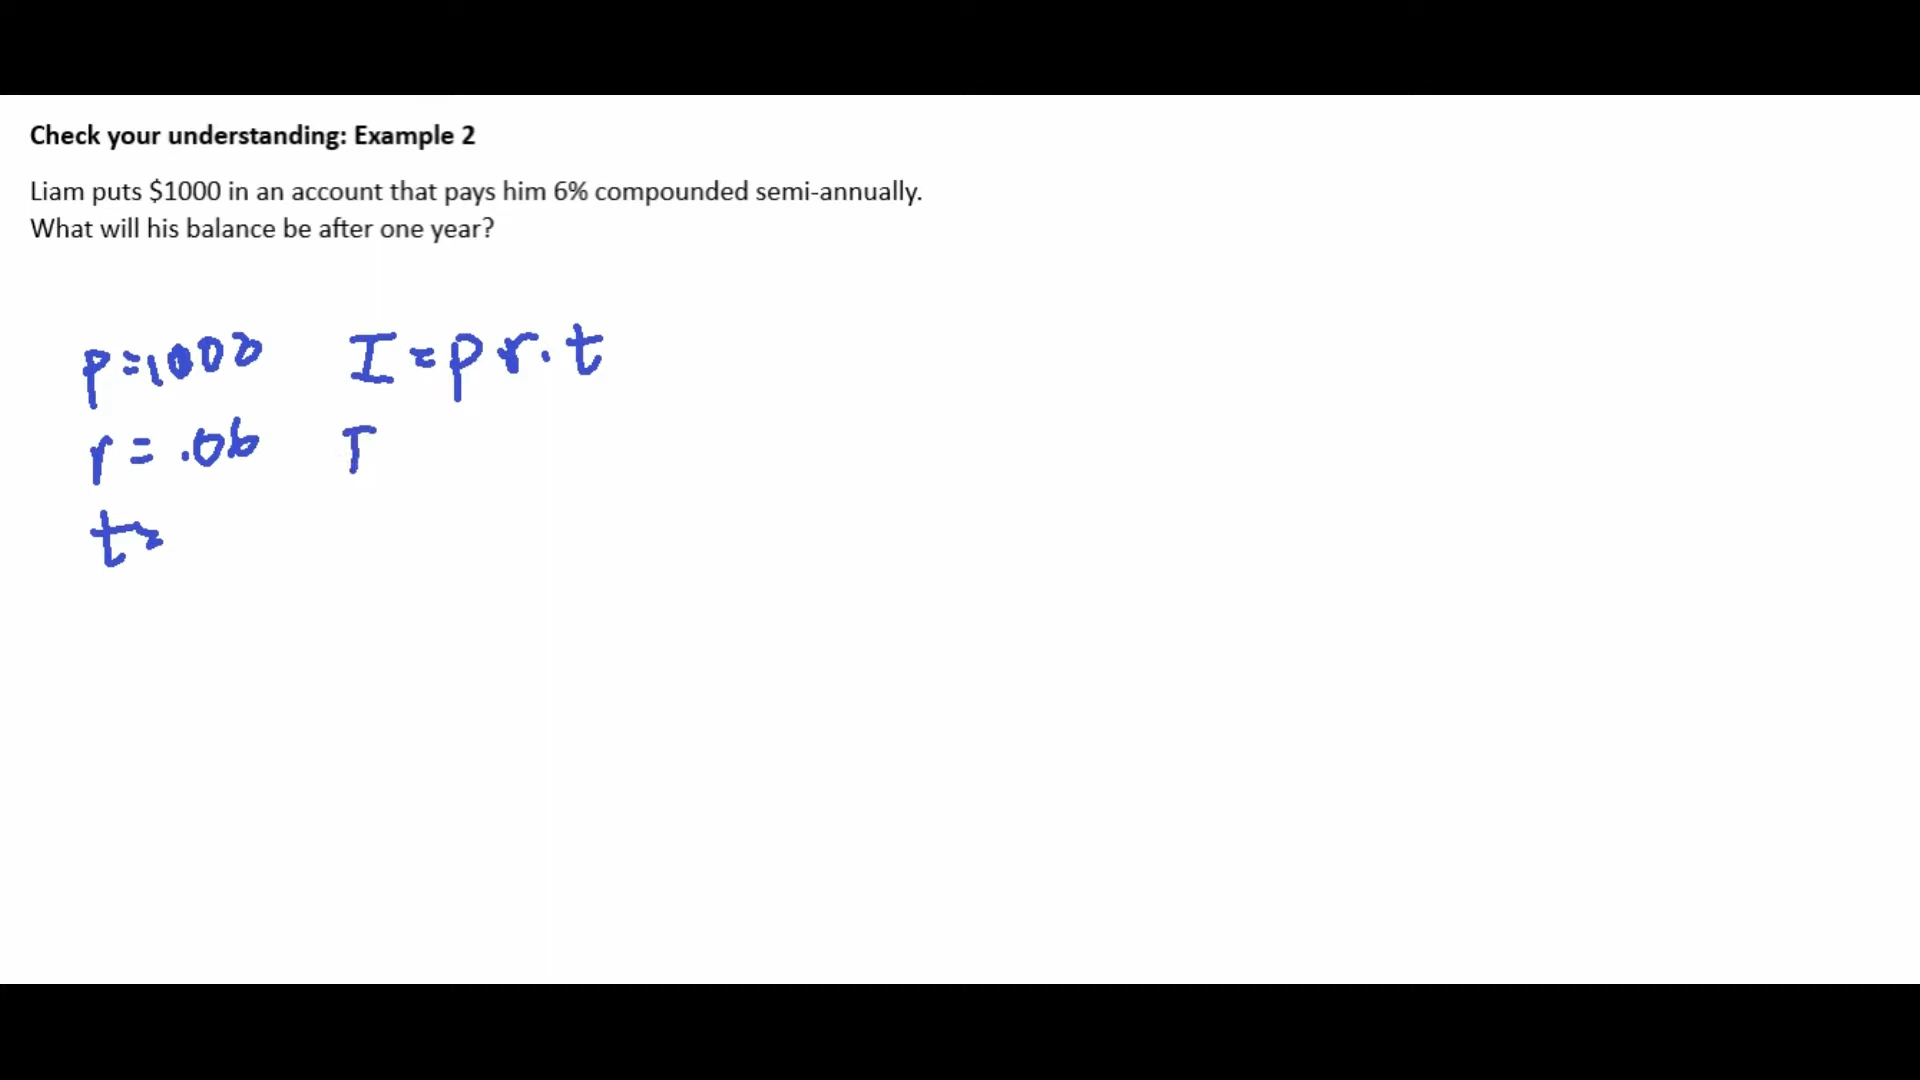 Check your understanding: Example 2
Liam puts $1000 in an account that pays him 6% compounded semi-annually.
What will his balance be after one year?
p=1000 I=pr.t
r=.06 I
t=